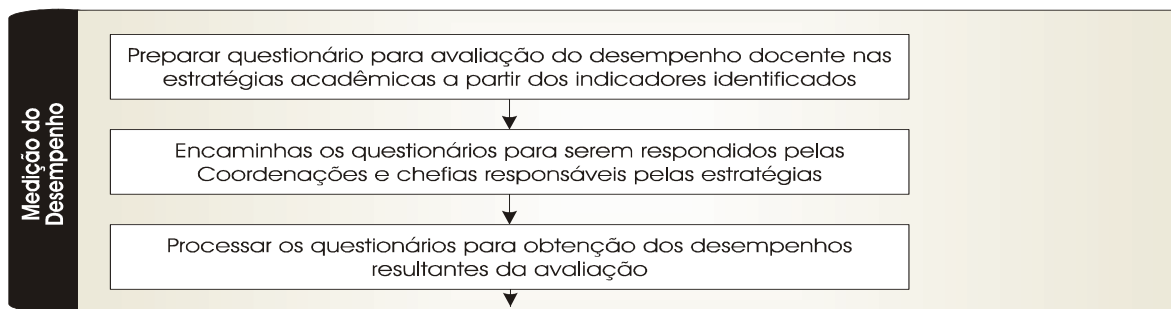 Medição do
Desempenho
Preparar questionário para avaliação do desempenho docente nas
estratégias acadêmicas a partir dos indicadores identificados
Encaminhas os questionários para serem respondidos pelas
Coordenações e chefias responsáveis pelas estratégias
Processar os questionários para obtenção dos desempenhos
resultantes da avaliação